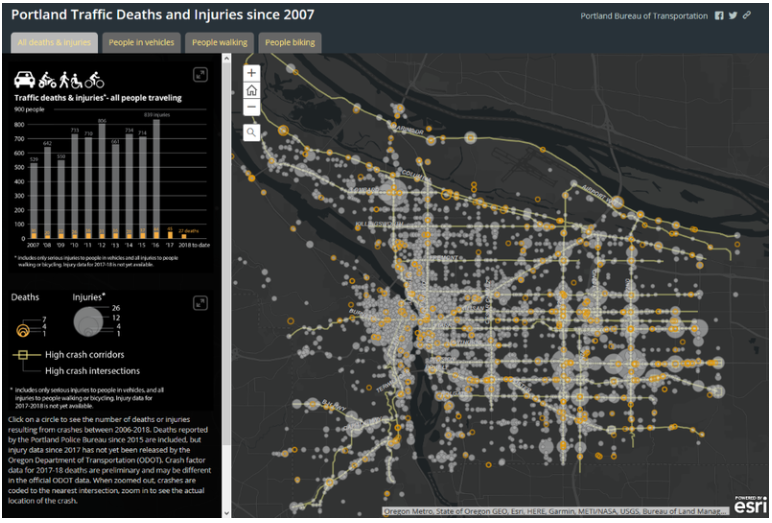 Portland Traffic Deaths and Injuries since 2007
Portland Bureau of Transportation
All deaths & injuries
People in vehicles
People walking
People biking
Traffic deaths & injuries*- all people traveling
900 people
800
700
600
500
400
300
200
100
0
642
735
710
806
661
734
714
2007 '08 '09 '10 '11 '12 '13 '14 '15 '16 '17 2018 to date
* includes only serious injuries to people in vehicles and all injuries to people
walking or bicycling. Injury data for 2017-18 is not yet available.
Deaths
Injuries*
7
4
1
26
12
4
1
High crash corridors
High crash intersections
* Includes only serious injuries to people in vehicles, and all
injuries to people walking or bicycling. Injury data for
2017-2018 is not yet available.
Click on a circle to see the number of deaths or injuries
resulting from crashes between 2006-2018. Deaths reported
by the Portland Police Bureau since 2015 are included, but
injury data since 2017 has not yet been released by the
Oregon Department of Transportation (ODOT). Crash factor
data for 2017-18 deaths are preliminary and may be different
in the official ODOT data. When zoomed out, crashes are
coded to the nearest intersection, zoom in to see the actual
location of the crash.
Oregon Metro, State of Oregon GEO, Esri, HERE, Garmin, METI/NASA, USGS, Bureau of Land Manag...
POWERED BY
esri